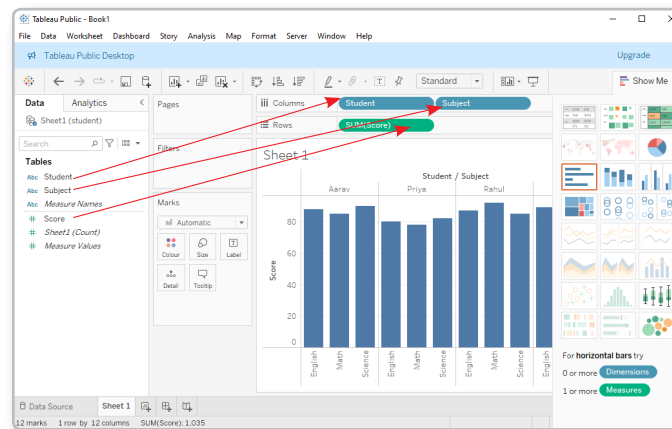 Tableau Public - Book1
File Data Worksheet Dashboard Story Analysis Map Format Server Window Help
Tableau Public Desktop Upgrade
Standard Show Me
Data Analytics
Sheet1 (student)
Search
Tables
Abc Student
Abc Subject
Abc Measure Names
# Score
# Sheet1 (Count)
# Measure Values
Pages
Filters
Marks
Automatic
Colour Size Label
Detail Tooltip
Columns Student Subject
Rows SUM(Score)
Sheet 1
Student / Subject
Aarav Priya Rahul
Score
80
60
40
20
0
English Math Science English Math Science English Math Science English
For horizontal bars try
0 or more Dimensions
1 or more Measures
Data Source Sheet 1
12 marks 1 row by 12 columns SUM(Score): 1,035